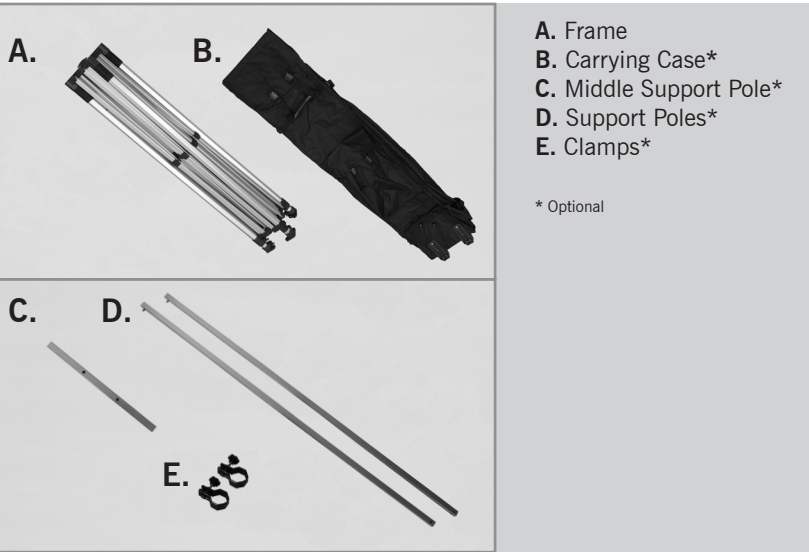 A.
B.
C.
D.
E.
A. Frame
B. Carrying Case*
C. Middle Support Pole*
D. Support Poles*
E. Clamps*
* Optional